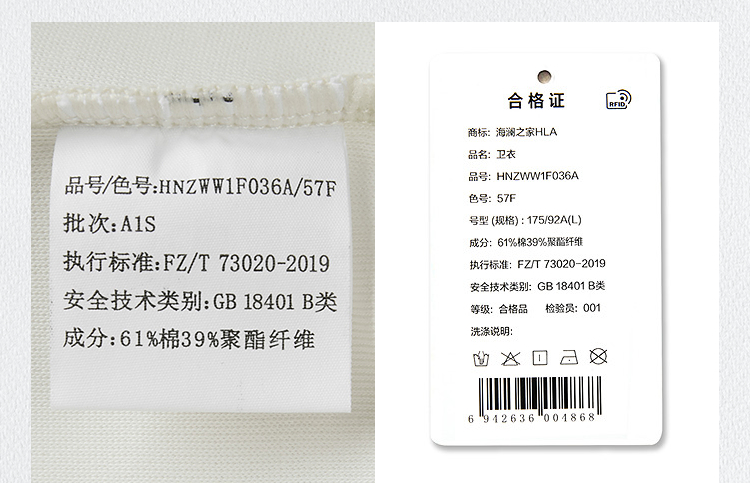 品号/色号:HNZWW1F036A/57F
批次:A1S
执行标准:FZ/T 73020-2019
安全技术类别:GB 18401 B类
成分:61%棉39%聚酯纤维
合格证
RFID
商标: 海澜之家HLA
品名: 卫衣
品号: HNZWW1F036A
色号: 57F
号型 (规格) : 175/92A(L)
成分: 61%棉39%聚酯纤维
执行标准: FZ/T 73020-2019
安全技术类别: GB 18401 B类
等级: 合格品 检验员: 001
洗涤说明:
6 942636 004868